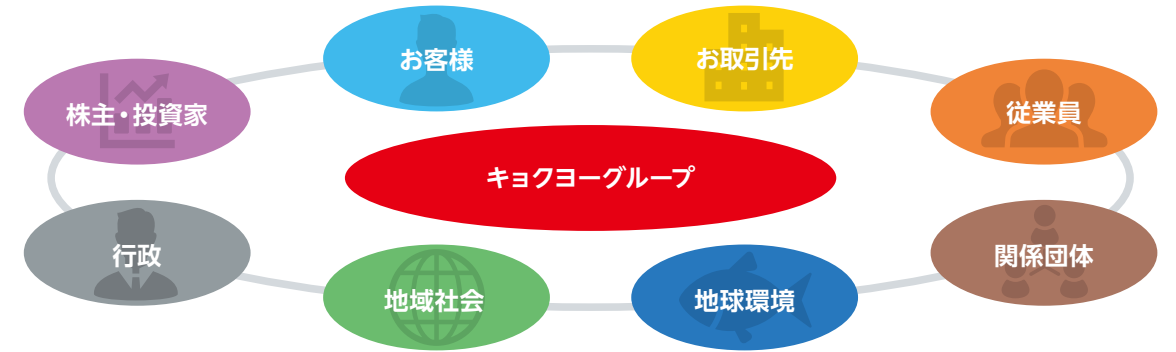 お客様
お取引先
株主・投資家
従業員
キョクヨーグループ
行政
関係団体
地域社会
地球環境